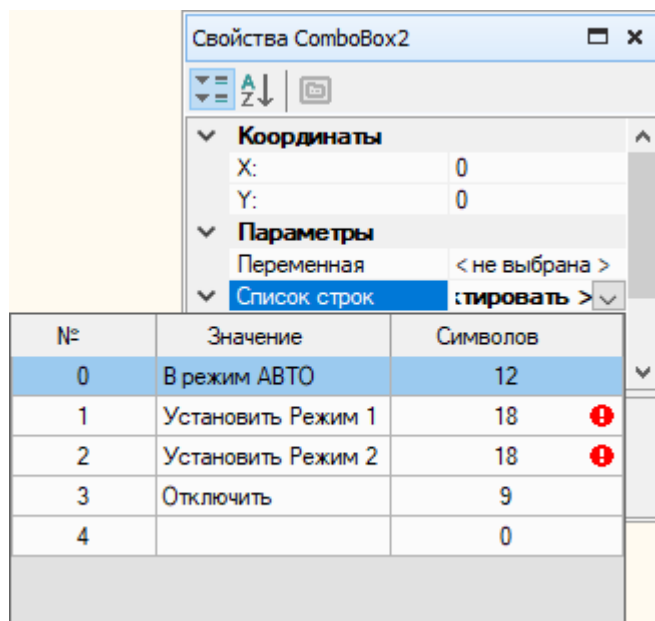 Свойства ComboBox2
Координаты
X: 0
Y: 0
Параметры
Переменная < не выбрана >
Список строк ктировать >
№ Значение Символов
0 В режим АВТО 12
1 Установить Режим 1 18
2 Установить Режим 2 18
3 Отключить 9
4 0